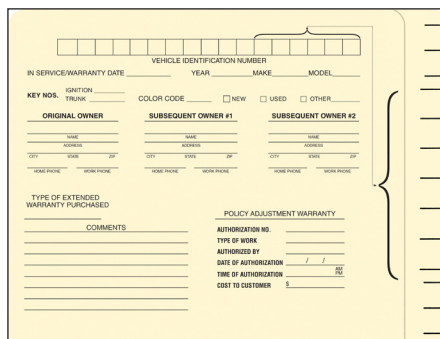 VEHICLE IDENTIFICATION NUMBER
IN SERVICE/WARRANTY DATE YEAR MAKE MODEL
KEY NOS. IGNITION
TRUNK COLOR CODE NEW USED OTHER
ORIGINAL OWNER SUBSEQUENT OWNER #1 SUBSEQUENT OWNER #2
NAME NAME NAME
ADDRESS ADDRESS ADDRESS
CITY STATE ZIP CITY STATE ZIP CITY STATE ZIP
HOME PHONE WORK PHONE HOME PHONE WORK PHONE HOME PHONE WORK PHONE
TYPE OF EXTENDED
WARRANTY PURCHASED
COMMENTS
POLICY ADJUSTMENT WARRANTY
AUTHORIZATION NO.
TYPE OF WORK
AUTHORIZED BY
DATE OF AUTHORIZATION / /
TIME OF AUTHORIZATION AM
PM
COST TO CUSTOMER $